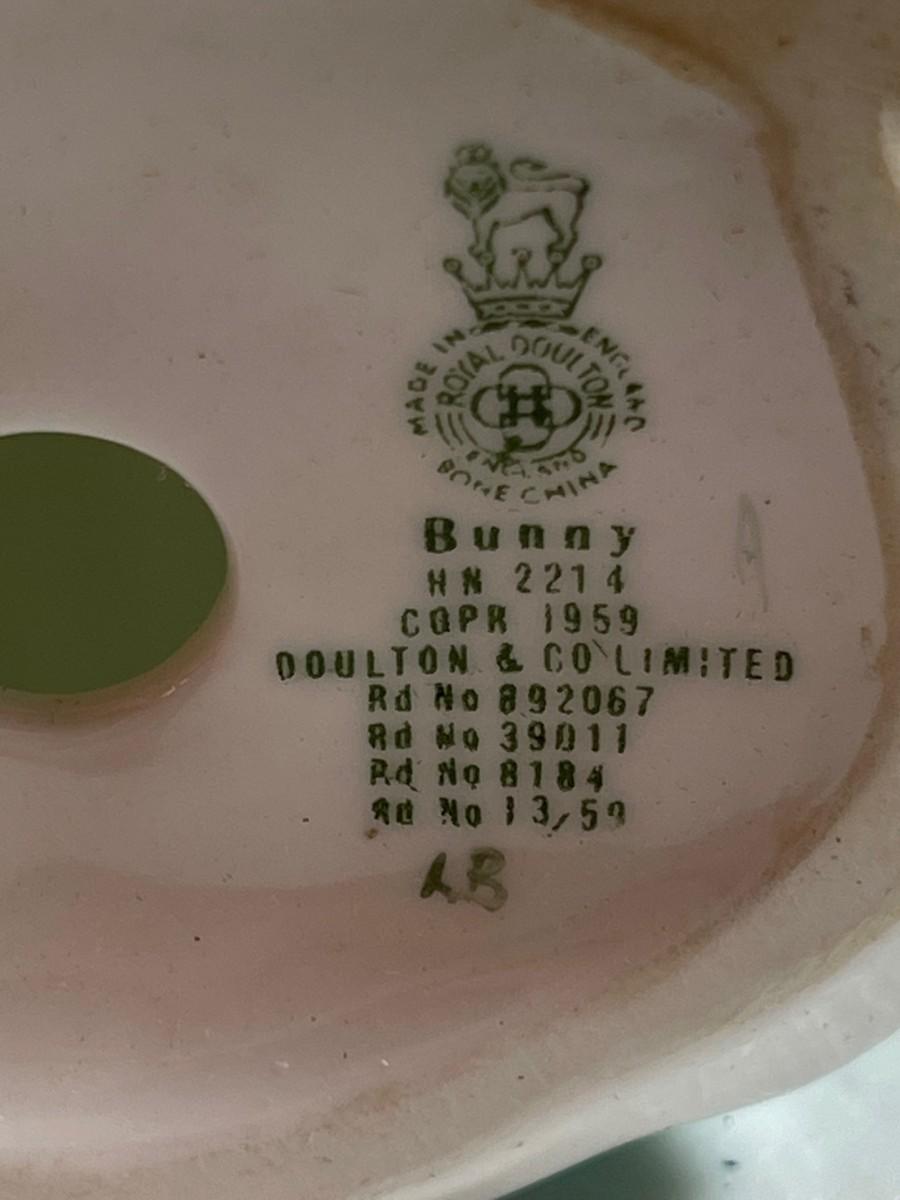 MADE IN ENGLAND
ROYAL DOULTON
ENGLAND
BONE CHINA
Bunny
HN 2214
COPR 1959
DOULTON & CO LIMITED
Rd No 892067
Rd No 39011
Rd No 8184
Rd No 13/59
AB
A